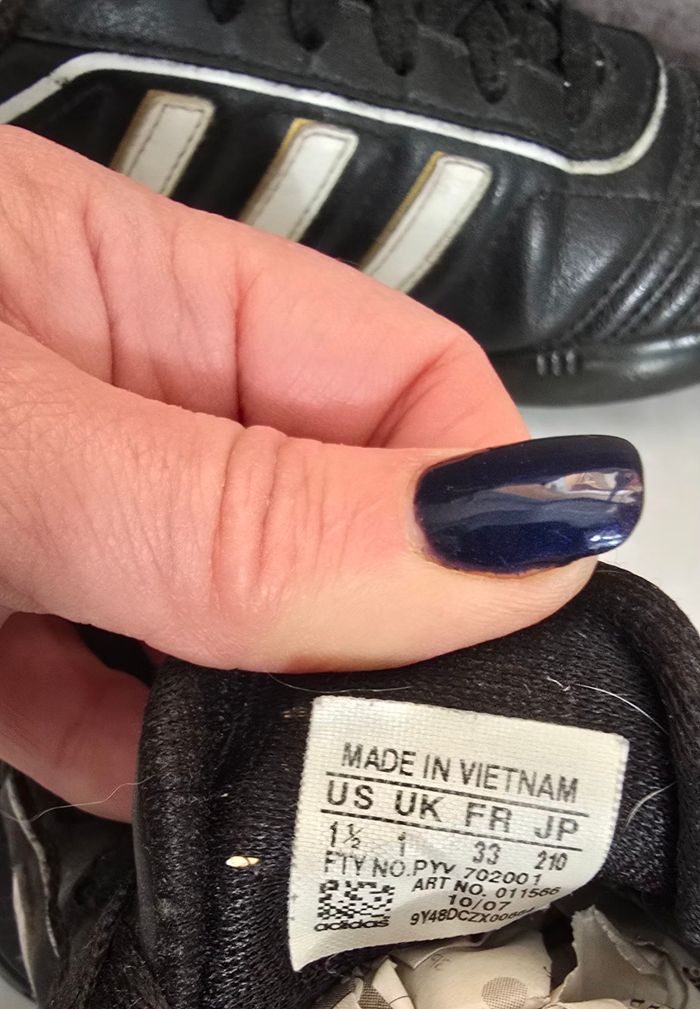 MADE IN VIETNAM
US UK FR JP
1½ 1 33 210
FTY NO.PYV 702001
ART NO. 011566
10/07
adidas